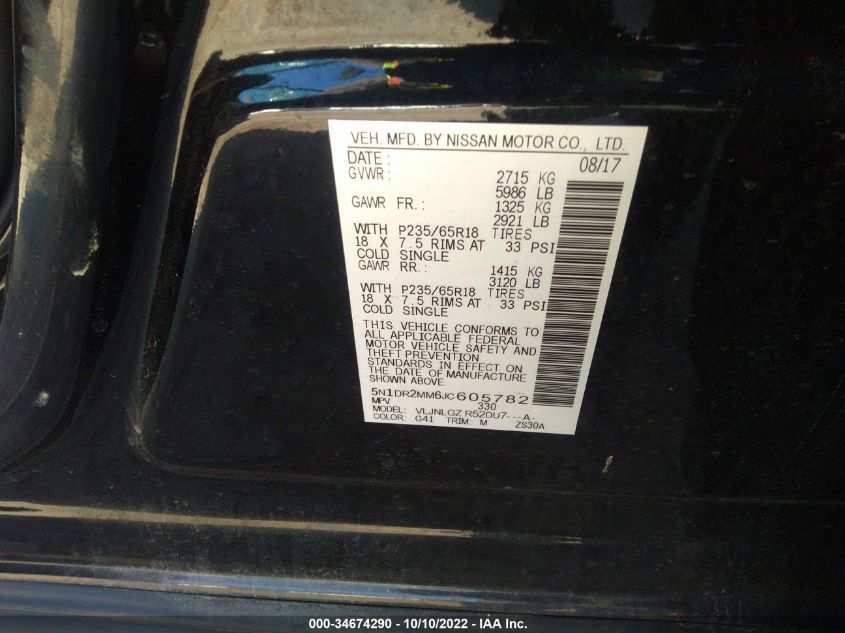 VEH. MFD. BY NISSAN MOTOR CO., LTD.
DATE : 08/17
GVWR : 2715 KG
5986 LB
GAWR FR. : 1325 KG
2921 LB
WITH P235/65R18 TIRES
18 X 7.5 RIMS AT 33 PSI
COLD SINGLE
GAWR RR. : 1415 KG
3120 LB
WITH P235/65R18 TIRES
18 X 7.5 RIMS AT 33 PSI
COLD SINGLE
THIS VEHICLE CONFORMS TO
ALL APPLICABLE FEDERAL
MOTOR VEHICLE SAFETY AND
THEFT PREVENTION
STANDARDS IN EFFECT ON
THE DATE OF MANUFACTURE
SHOWN ABOVE.
5N1DR2MM6JC605782
MPV 330
MODEL: VLJNLGZ R52DU7---A-
COLOR: G41 TRIM: M ZS30A
000-34674290 - 10/10/2022 - IAA Inc.